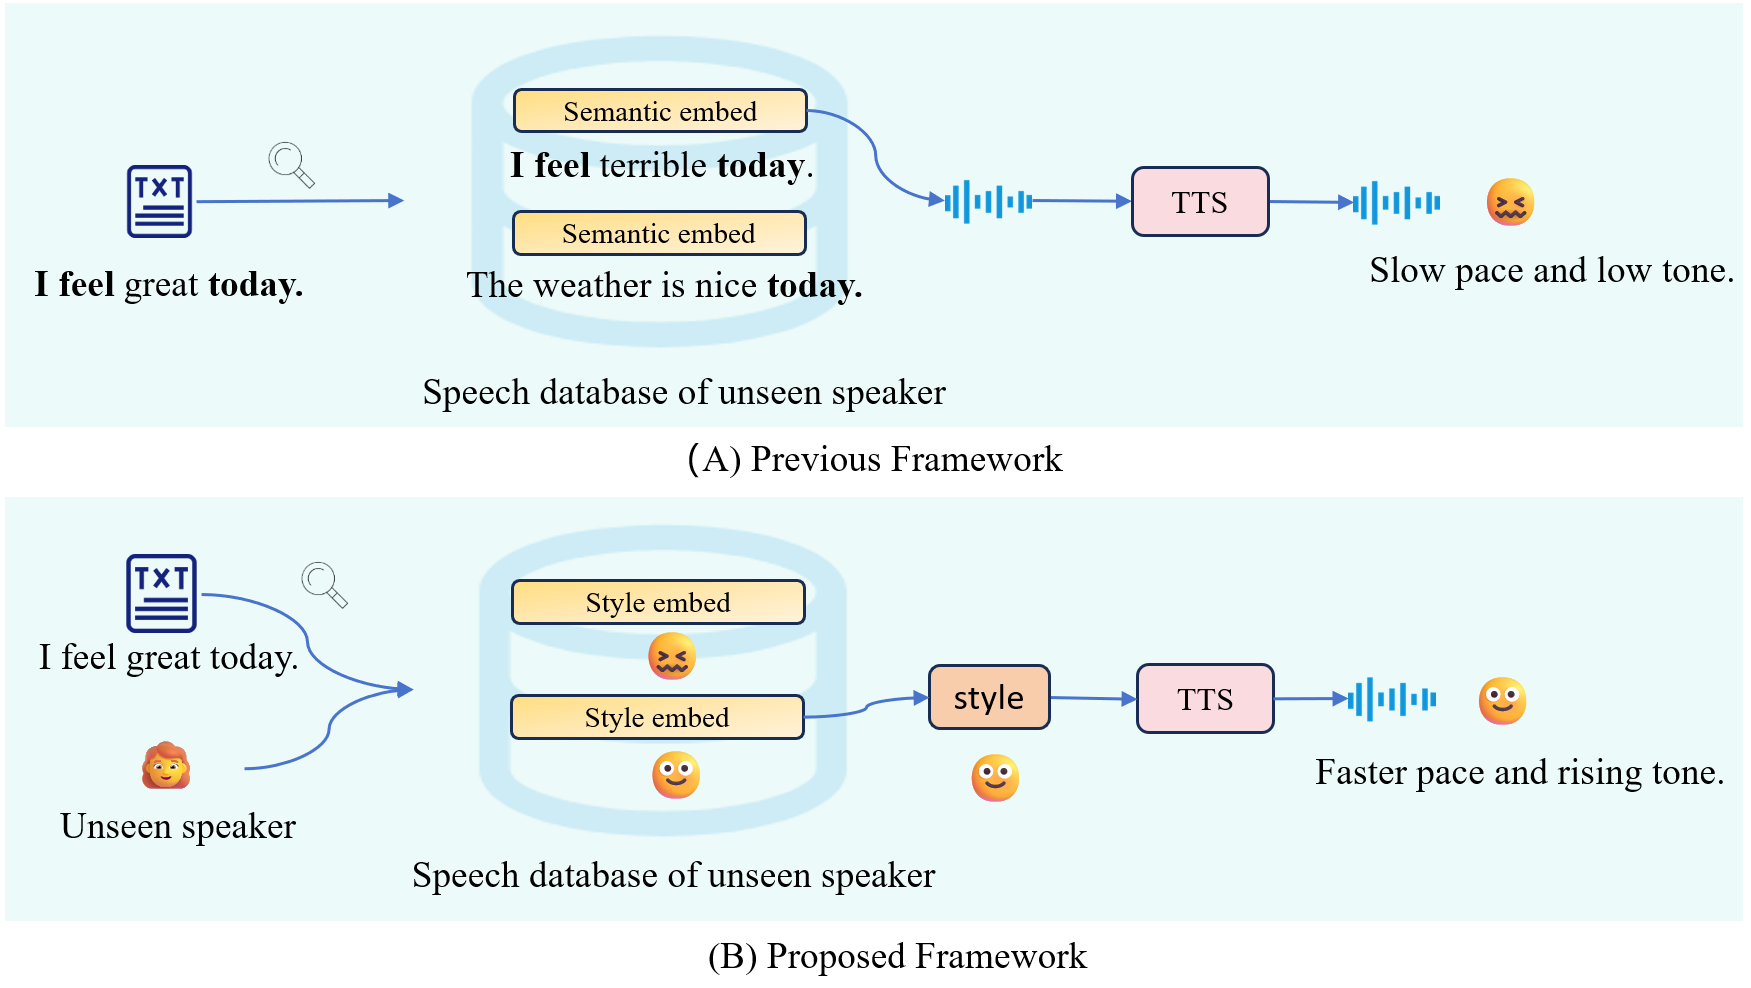 TXT
I feel great today.
Semantic embed
I feel terrible today.
Semantic embed
The weather is nice today.
Speech database of unseen speaker
TTS
Slow pace and low tone.
(A) Previous Framework
TXT
I feel great today.
Unseen speaker
Style embed
Style embed
Speech database of unseen speaker
style
TTS
Faster pace and rising tone.
(B) Proposed Framework